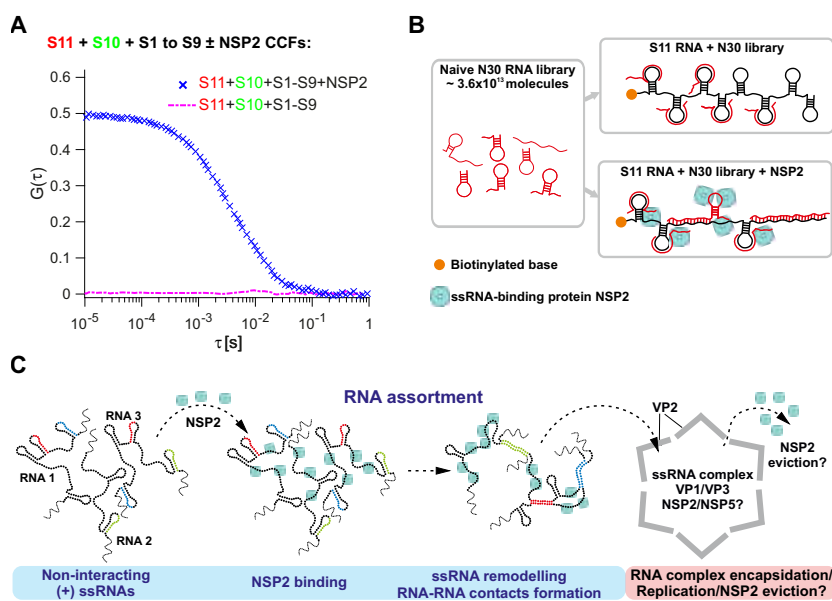 A
S11 + S10 + S1 to S9 ± NSP2 CCFs:
0.6
0.5
0.4
0.3
0.2
0.1
0
G(τ)
S11+S10+S1-S9+NSP2
S11+S10+S1-S9
10⁻⁵
10⁻⁴
10⁻³
10⁻²
10⁻¹
1
τ[s]
B
Naive N30 RNA library
~ 3.6x10¹³molecules
S11 RNA + N30 library
S11 RNA + N30 library + NSP2
Biotinylated base
ssRNA-binding protein NSP2
C
RNA assortment
RNA 3
NSP2
RNA 1
RNA 2
VP2
NSP2
eviction?
ssRNA complex
VP1/VP3
NSP2/NSP5?
Non-interacting
(+) ssRNAs
NSP2 binding
ssRNA remodelling
RNA-RNA contacts formation
RNA complex encapsidation/
Replication/NSP2 eviction?